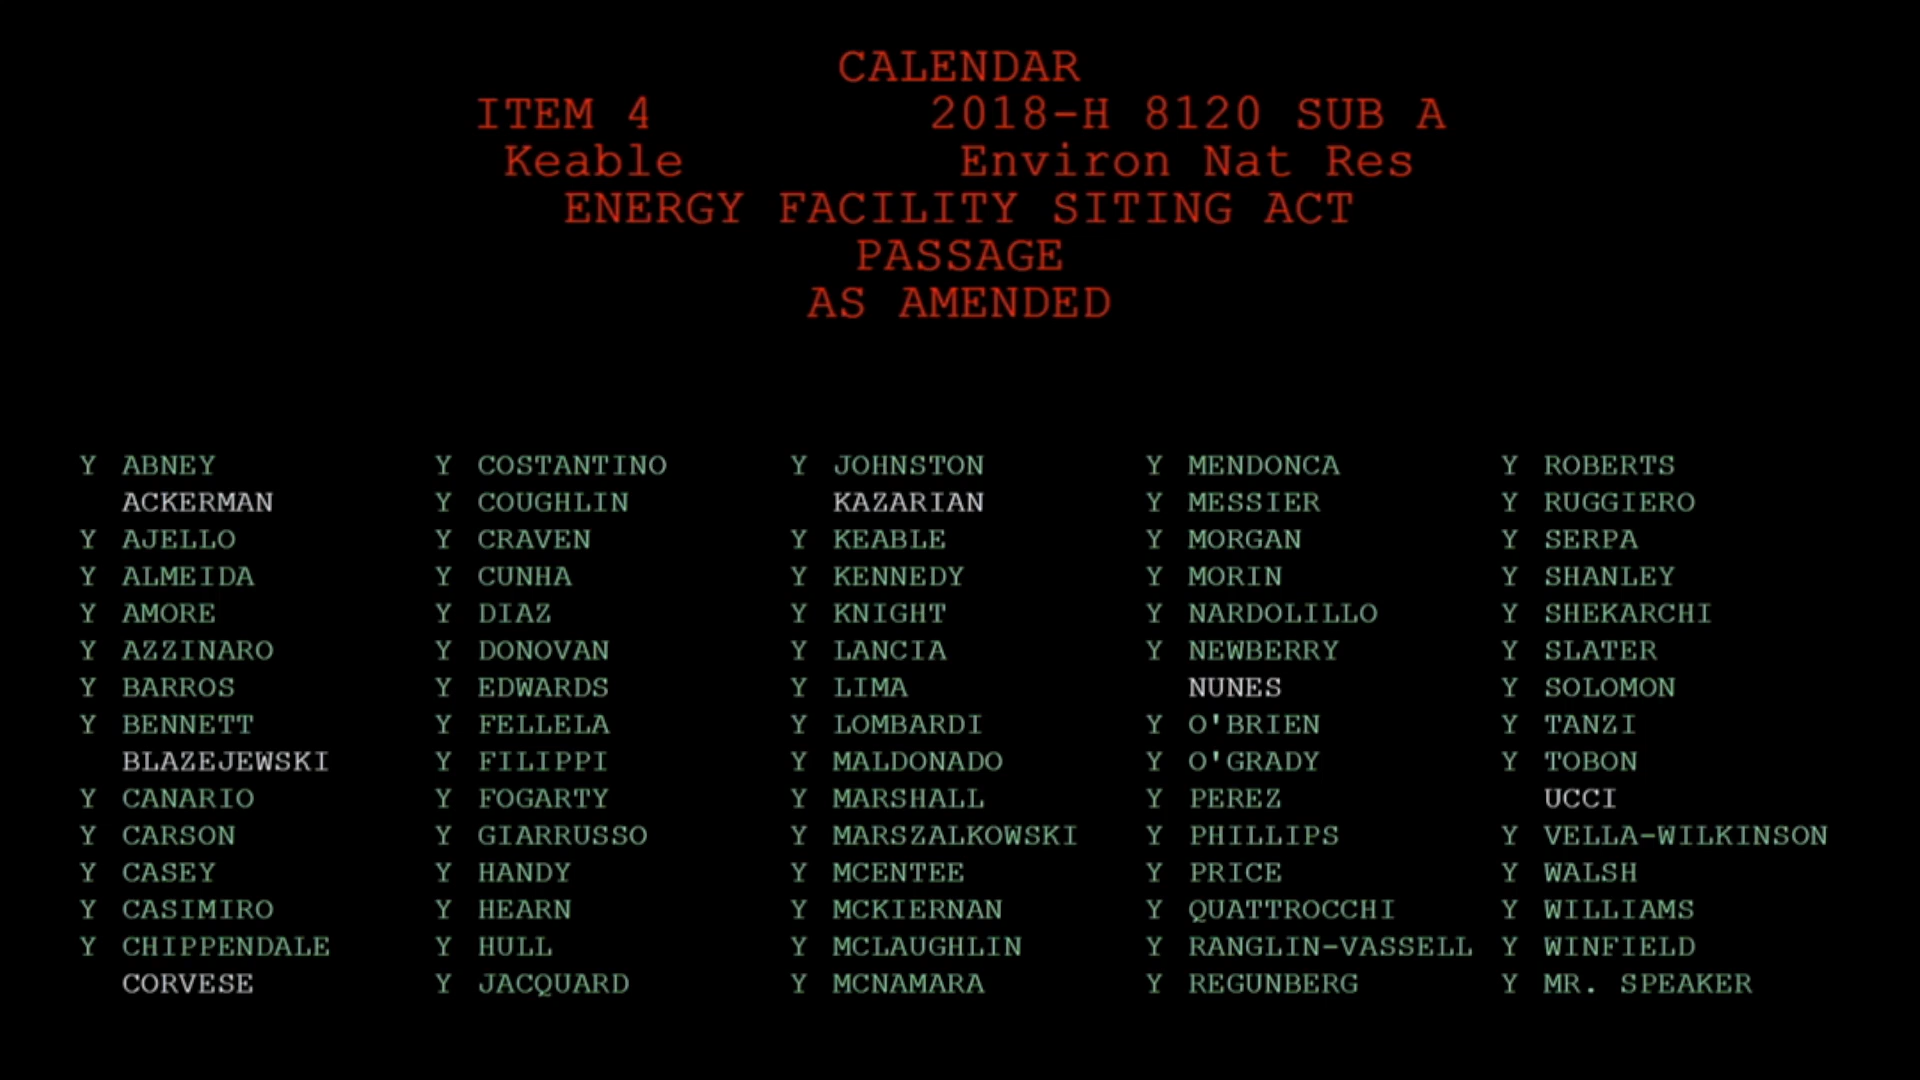 CALENDAR
ITEM 4 2018-H 8120 SUB A
Keable Environ Nat Res
ENERGY FACILITY SITING ACT
PASSAGE
AS AMENDED
Y ABNEY Y COSTANTINO Y JOHNSTON Y MENDONCA Y ROBERTS
ACKERMAN Y COUGHLIN KAZARIAN Y MESSIER Y RUGGIERO
Y AJELLO Y CRAVEN Y KEABLE Y MORGAN Y SERPA
Y ALMEIDA Y CUNHA Y KENNEDY Y MORIN Y SHANLEY
Y AMORE Y DIAZ Y KNIGHT Y NARDOLILLO Y SHEKARCHI
Y AZZINARO Y DONOVAN Y LANCIA Y NEWBERRY Y SLATER
Y BARROS Y EDWARDS Y LIMA NUNES Y SOLOMON
Y BENNETT Y FELLELA Y LOMBARDI Y O'BRIEN Y TANZI
BLAZEJEWSKI Y FILIPPI Y MALDONADO Y O'GRADY Y TOBON
Y CANARIO Y FOGARTY Y MARSHALL Y PEREZ UCCI
Y CARSON Y GIARRUSSO Y MARSZALKOWSKI Y PHILLIPS Y VELLA-WILKINSON
Y CASEY Y HANDY Y MCENTEE Y PRICE Y WALSH
Y CASIMIRO Y HEARN Y MCKIERNAN Y QUATTROCCHI Y WILLIAMS
Y CHIPPENDALE Y HULL Y MCLAUGHLIN Y RANGLIN-VASSELL Y WINFIELD
CORVESE Y JACQUARD Y MCNAMARA Y REGUNBERG Y MR. SPEAKER